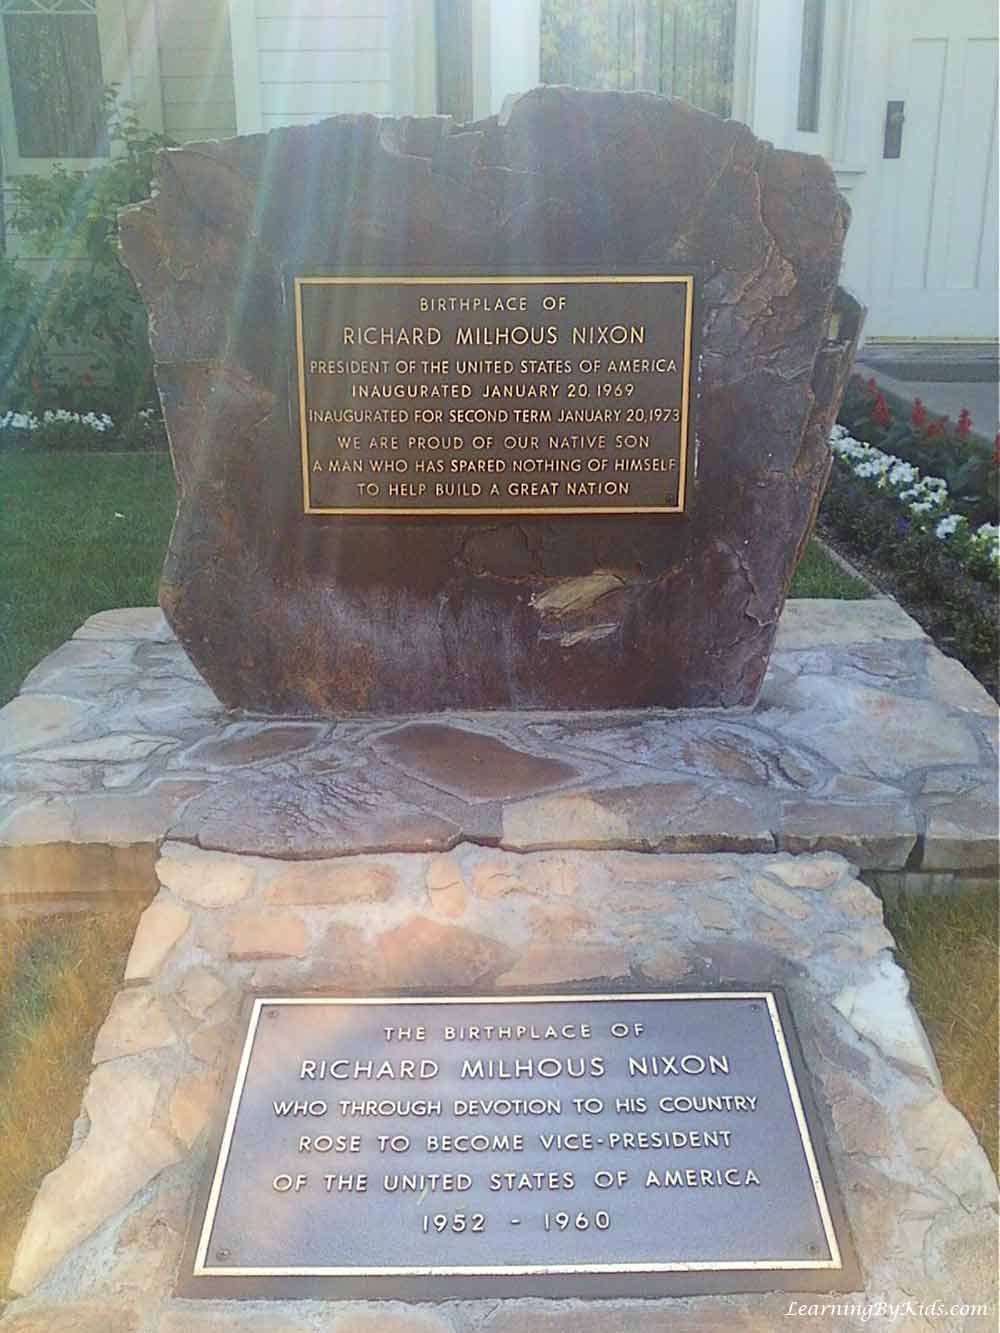 BIRTHPLACE OF
RICHARD MILHOUS NIXON
PRESIDENT OF THE UNITED STATES OF AMERICA
INAUGURATED JANUARY 20, 1969
INAUGURATED FOR SECOND TERM JANUARY 20, 1973
WE ARE PROUD OF OUR NATIVE SON
A MAN WHO HAS SPARED NOTHING OF HIMSELF
TO HELP BUILD A GREAT NATION
THE BIRTHPLACE OF
RICHARD MILHOUS NIXON
WHO THROUGH DEVOTION TO HIS COUNTRY
ROSE TO BECOME VICE-PRESIDENT
OF THE UNITED STATES OF AMERICA
1952 - 1960
LearningByKids.com